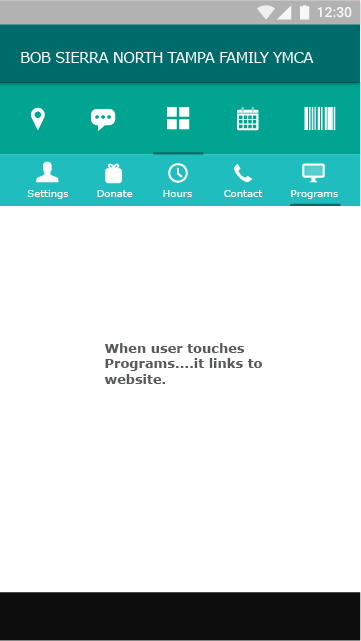 12:30
BOB SIERRA NORTH TAMPA FAMILY YMCA
Settings Donate Hours Contact Programs
When user touches
Programs....it links to
website.